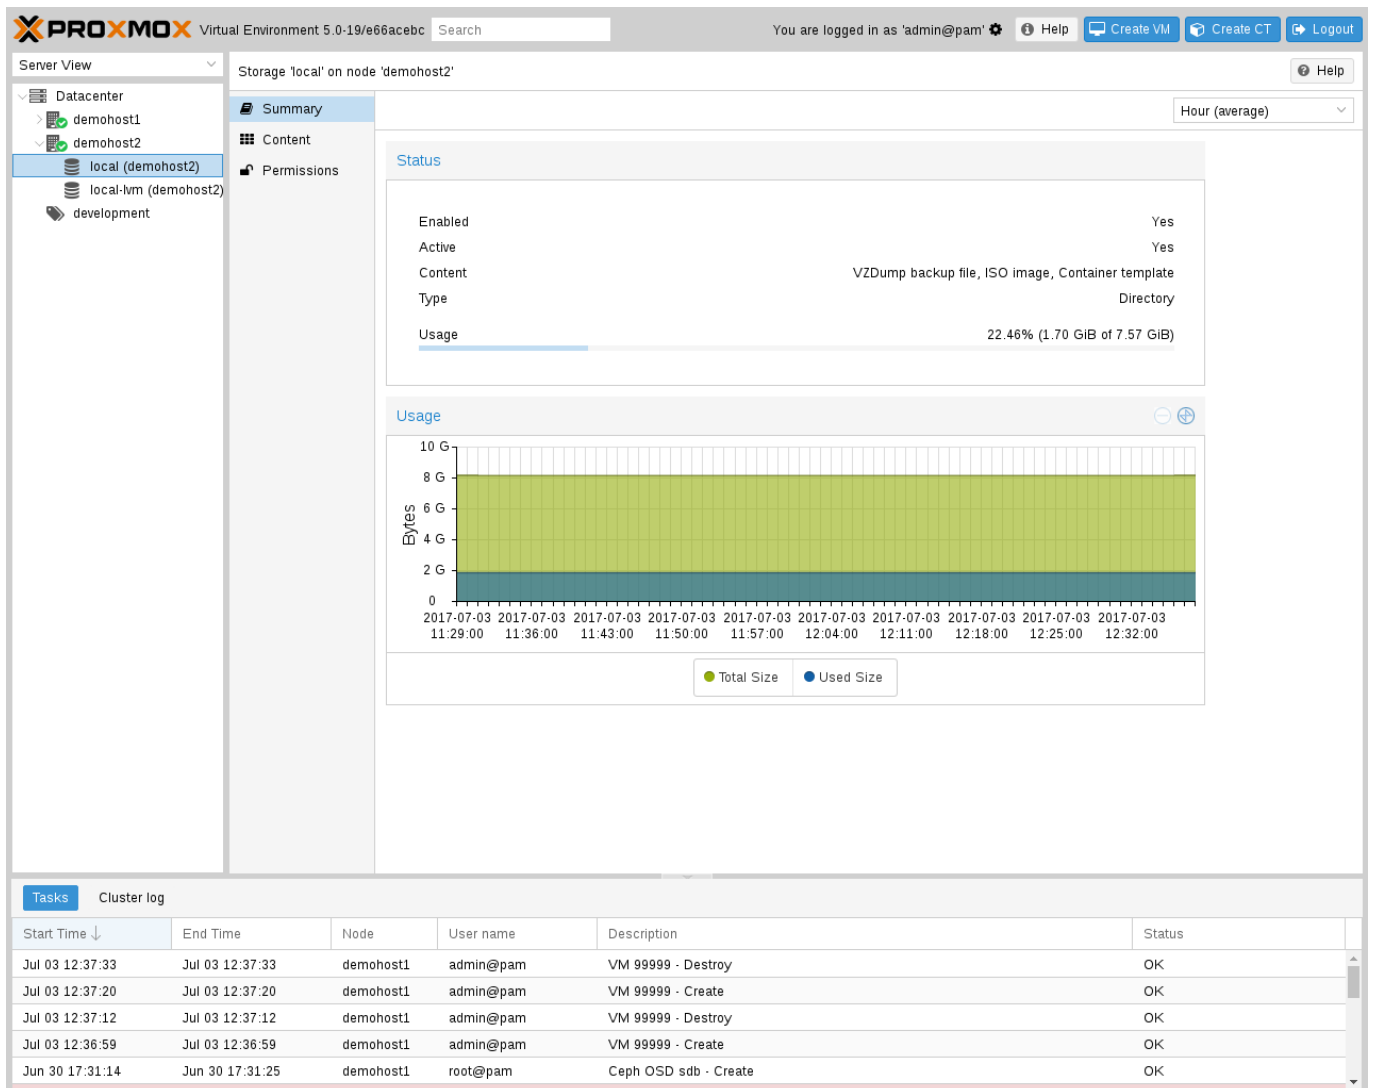 PROXMOX Virtual Environment 5.0-19/e66acebc Search You are logged in as 'admin@pam' Help Create VM Create CT Logout
Server View
Datacenter
demohost1
demohost2
local (demohost2)
local-lvm (demohost2)
development
Storage 'local' on node 'demohost2' Help
Summary
Content
Permissions
Hour (average)
Status
Enabled Yes
Active Yes
Content VZDump backup file, ISO image, Container template
Type Directory
Usage 22.46% (1.70 GiB of 7.57 GiB)
Usage
10 G
8 G
6 G
4 G
2 G
0
Bytes
2017-07-03 2017-07-03 2017-07-03 2017-07-03 2017-07-03 2017-07-03 2017-07-03 2017-07-03 2017-07-03 2017-07-03
11:29:00 11:36:00 11:43:00 11:50:00 11:57:00 12:04:00 12:11:00 12:18:00 12:25:00 12:32:00
Total Size Used Size
Tasks Cluster log
Start Time End Time Node User name Description Status
Jul 03 12:37:33 Jul 03 12:37:33 demohost1 admin@pam VM 99999 - Destroy OK
Jul 03 12:37:20 Jul 03 12:37:20 demohost1 admin@pam VM 99999 - Create OK
Jul 03 12:37:12 Jul 03 12:37:12 demohost1 admin@pam VM 99999 - Destroy OK
Jul 03 12:36:59 Jul 03 12:36:59 demohost1 admin@pam VM 99999 - Create OK
Jun 30 17:31:14 Jun 30 17:31:25 demohost1 root@pam Ceph OSD sdb - Create OK